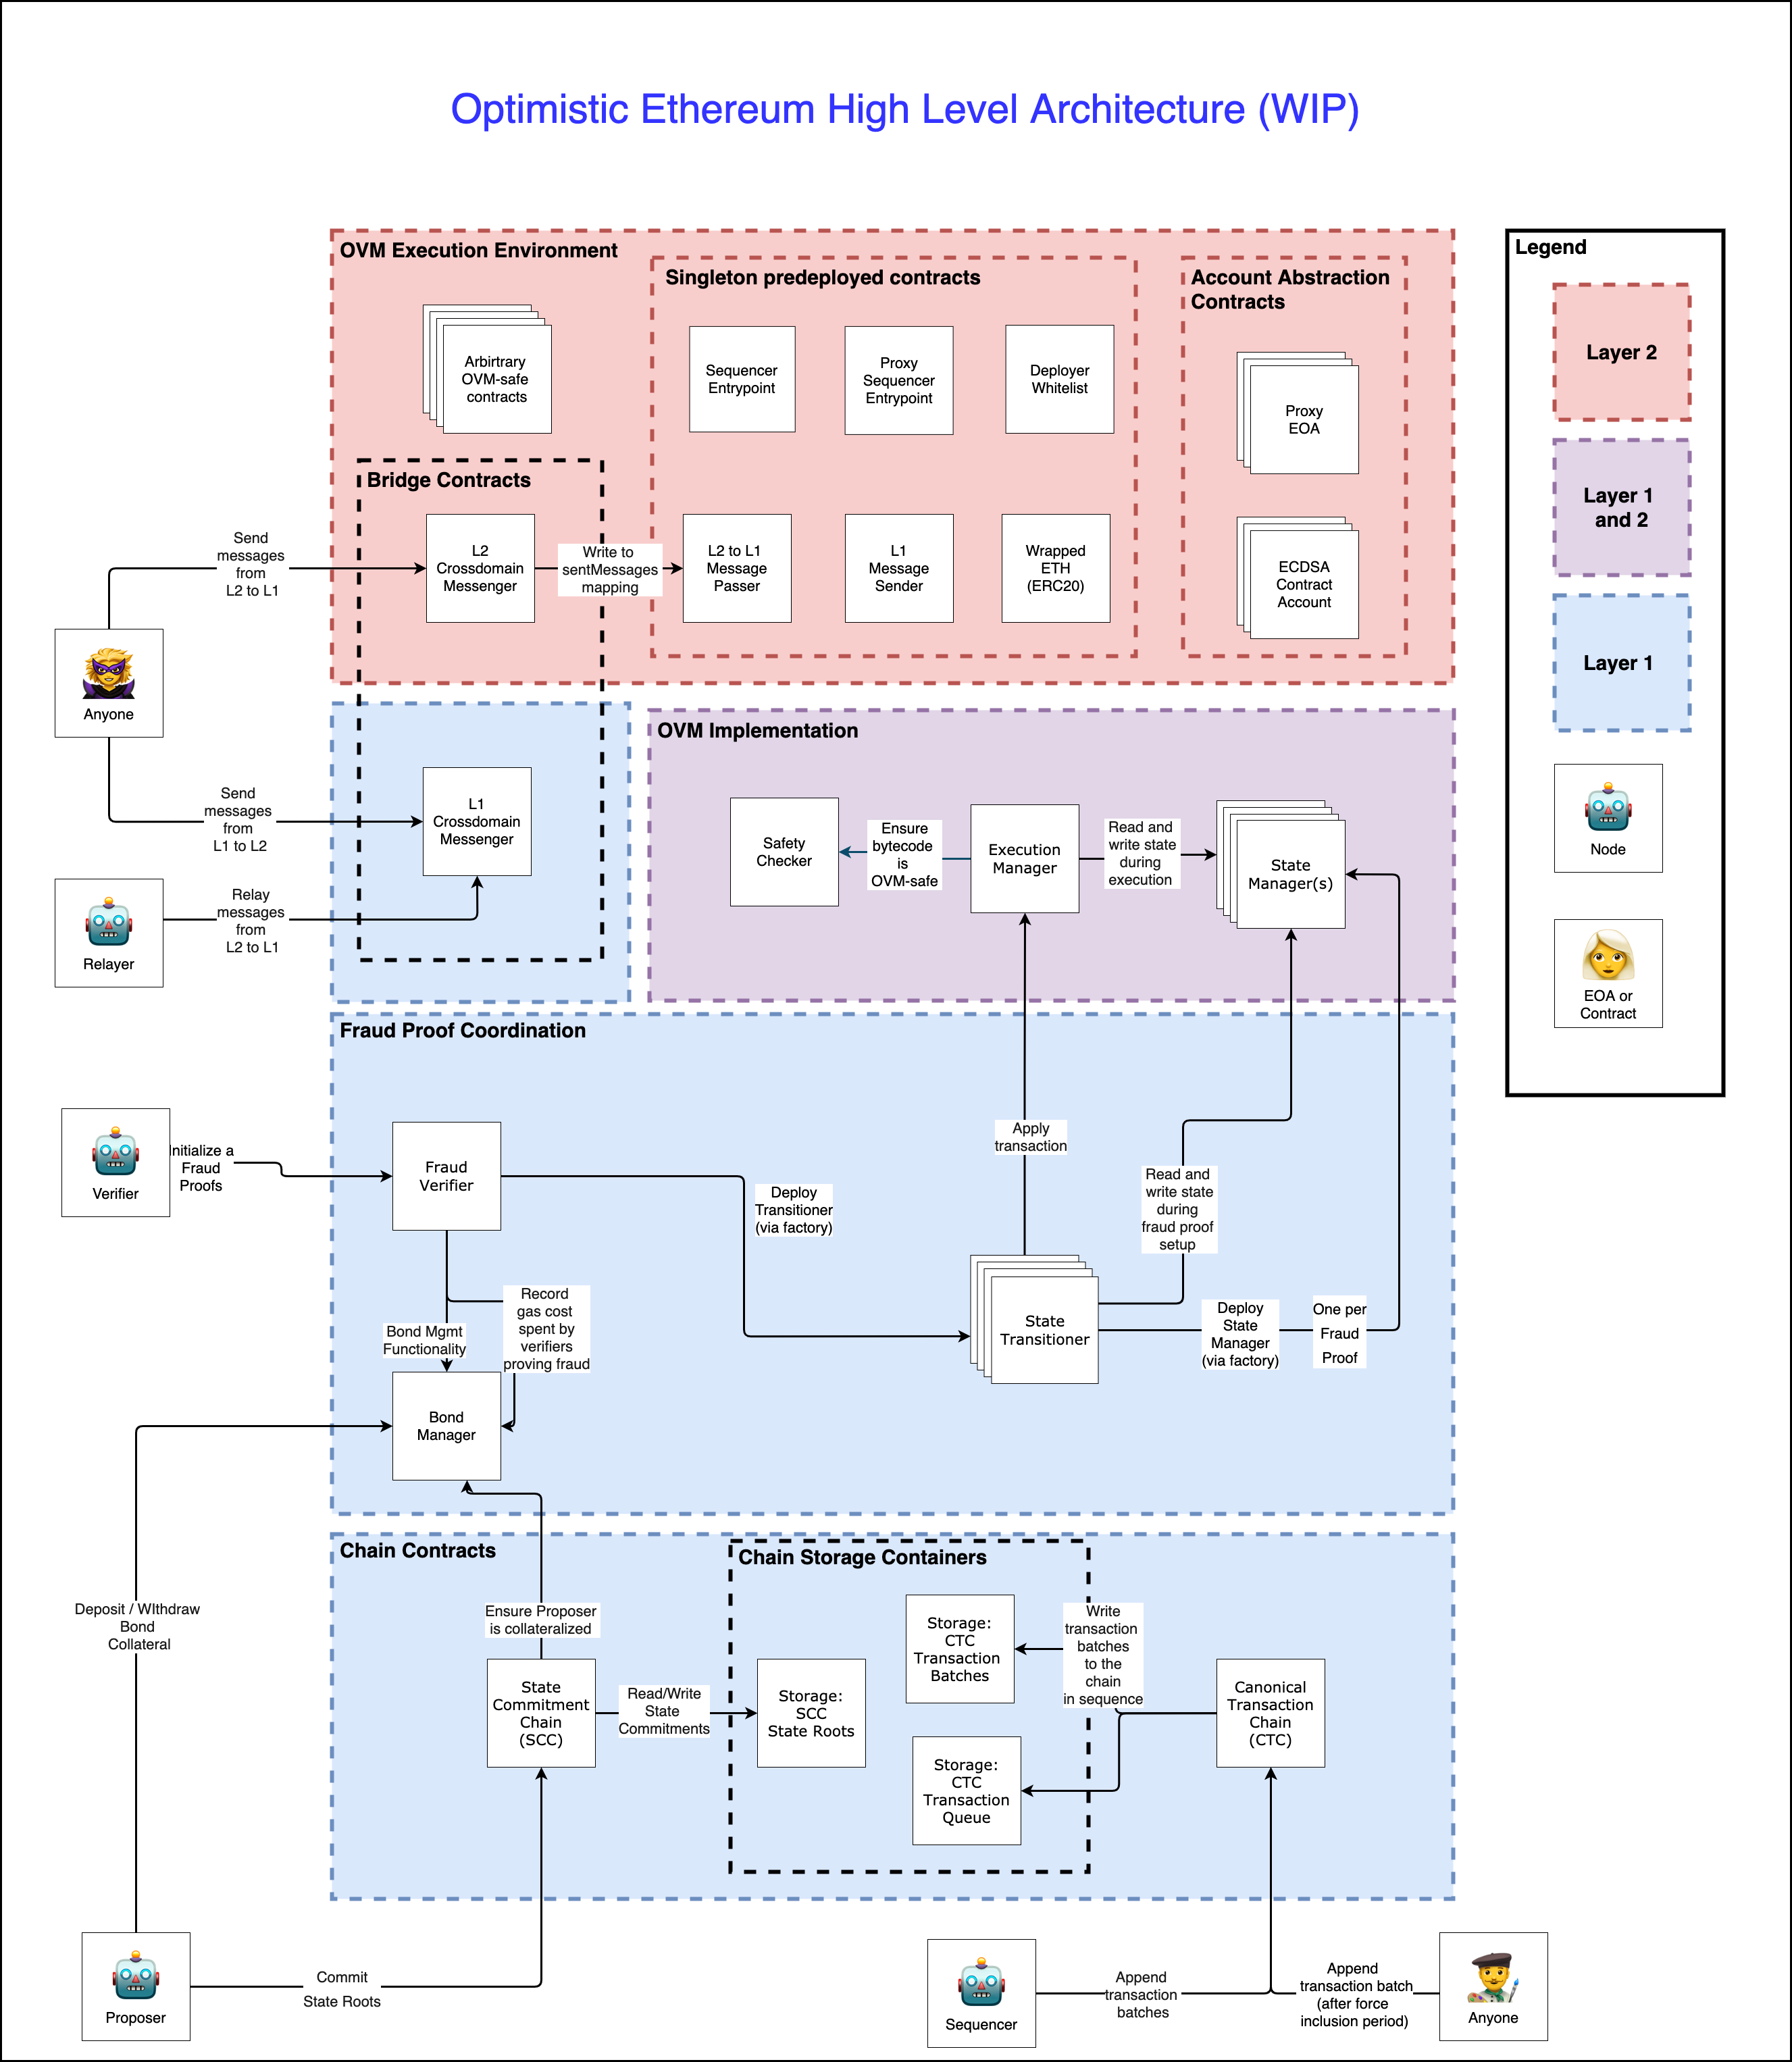 Optimistic Ethereum High Level Architecture (WIP)
OVM Execution Environment
Arbirtrary
OVM-safe
contracts
Singleton predeployed contracts
Sequencer
Entrypoint
Proxy
Sequencer
Entrypoint
Deployer
Whitelist
Account Abstraction
Contracts
Proxy
EOA
Bridge Contracts
Send
messages
from
L2 to L1
L2
Crossdomain
Messenger
Write to
sentMessages
mapping
L2 to L1
Message
Passer
L1
Message
Sender
Wrapped
ETH
(ERC20)
ECDSA
Contract
Account
Anyone
Send
messages
from
L1 to L2
L1
Crossdomain
Messenger
Relay
messages
from
L2 to L1
Relayer
OVM Implementation
Safety
Checker
Ensure
bytecode
is
OVM-safe
Execution
Manager
Read and
write state
during
execution
State
Manager(s)
Legend
Layer 2
Layer 1
and 2
Layer 1
Node
EOA or
Contract
Fraud Proof Coordination
Verifier
Initialize a
Fraud
Proofs
Fraud
Verifier
Deploy
Transitioner
(via factory)
Apply
transaction
Read and
write state
during
fraud proof
setup
Record
gas cost
spent by
verifiers
proving fraud
Bond Mgmt
Functionality
State
Transitioner
Deploy
State
Manager
(via factory)
One per
Fraud
Proof
Bond
Manager
Chain Contracts
Chain Storage Containers
Deposit / WIthdraw
Bond
Collateral
Ensure Proposer
is collateralized
State
Commitment
Chain
(SCC)
Read/Write
State
Commitments
Storage:
SCC
State Roots
Storage:
CTC
Transaction
Batches
Write
transaction
batches
to the
chain
in sequence
Storage:
CTC
Transaction
Queue
Canonical
Transaction
Chain
(CTC)
Proposer
Commit
State Roots
Sequencer
Append
transaction
batches
Append
transaction batch
(after force
inclusion period)
Anyone